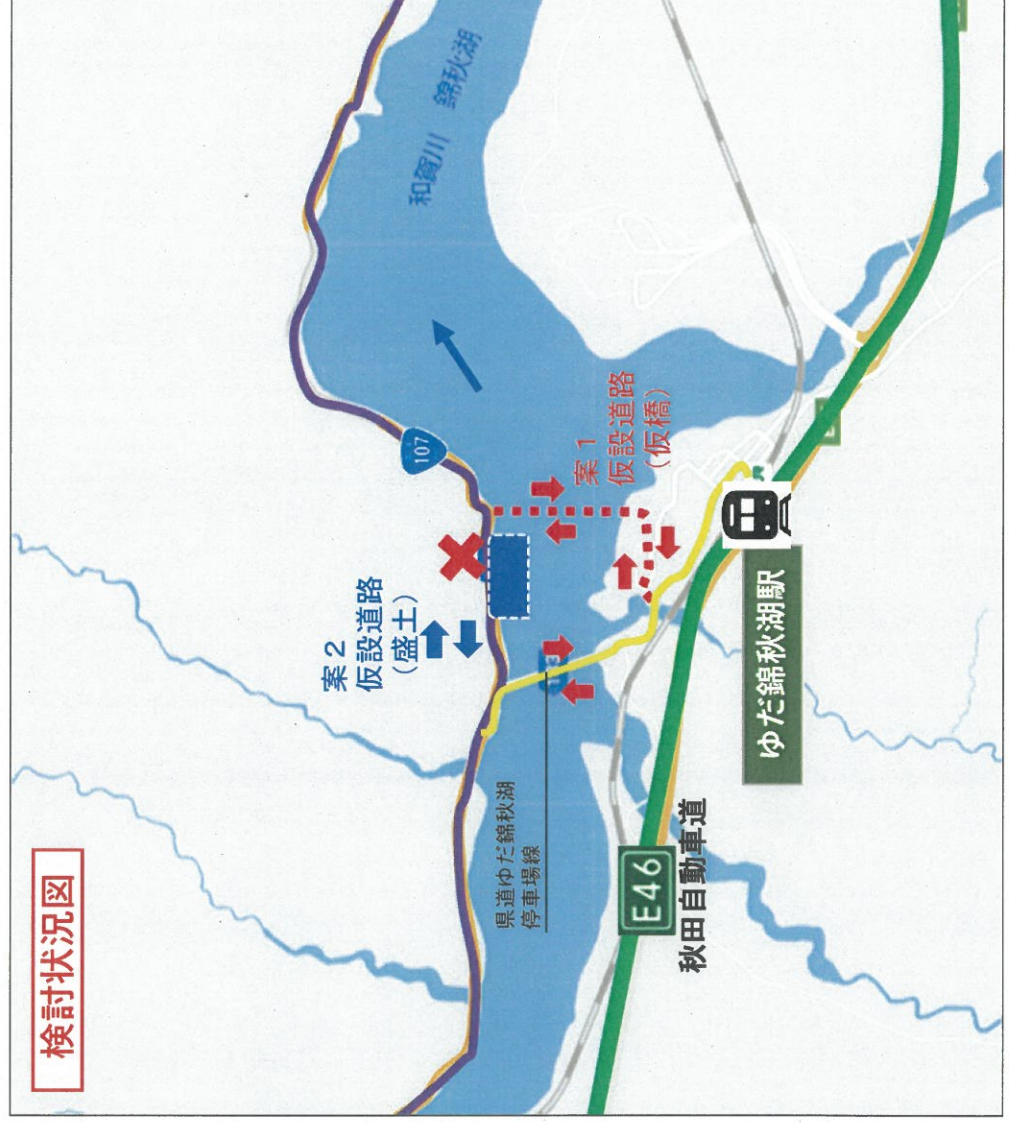 検討状況図
案2
仮設道路
(盛土)
107
和賀川 錦秋湖
案1
仮設道路
(仮橋)
県道ゆだ錦秋湖
停車場線
E46
秋田自動車道
ゆだ錦秋湖駅